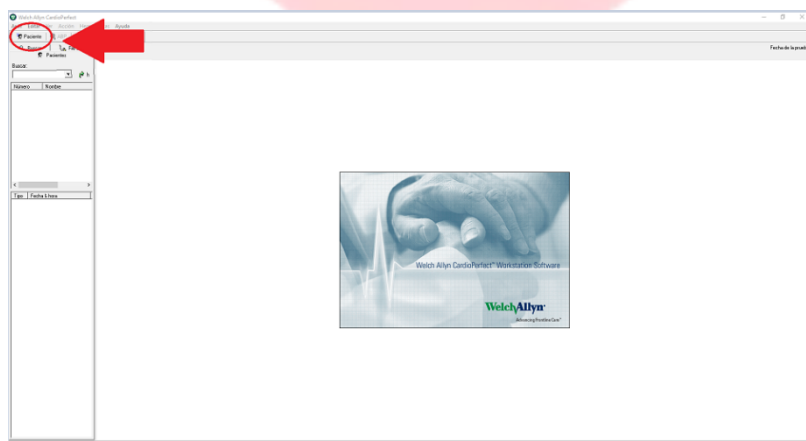 Welch Allyn CardioPerfect
Ayuda
Paciente
Pacientes
Fecha de la prueb
Buscar:
Número Nombre
Tipo Fecha & hora
Welch Allyn CardioPerfect™ Workstation Software
WelchAllyn®
Advancing Frontline Care™